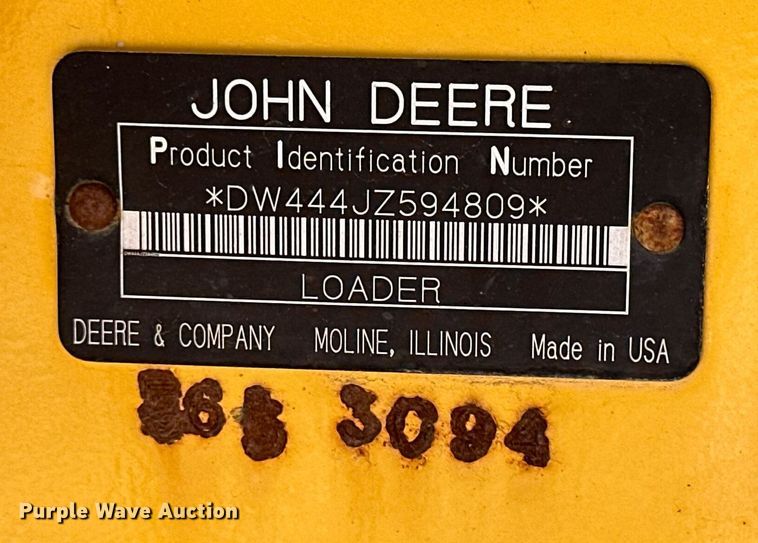 JOHN DEERE
Product Identification Number
*DW444JZ594809*
LOADER
DEERE & COMPANY MOLINE, ILLINOIS Made in USA
3094
Purple Wave Auction